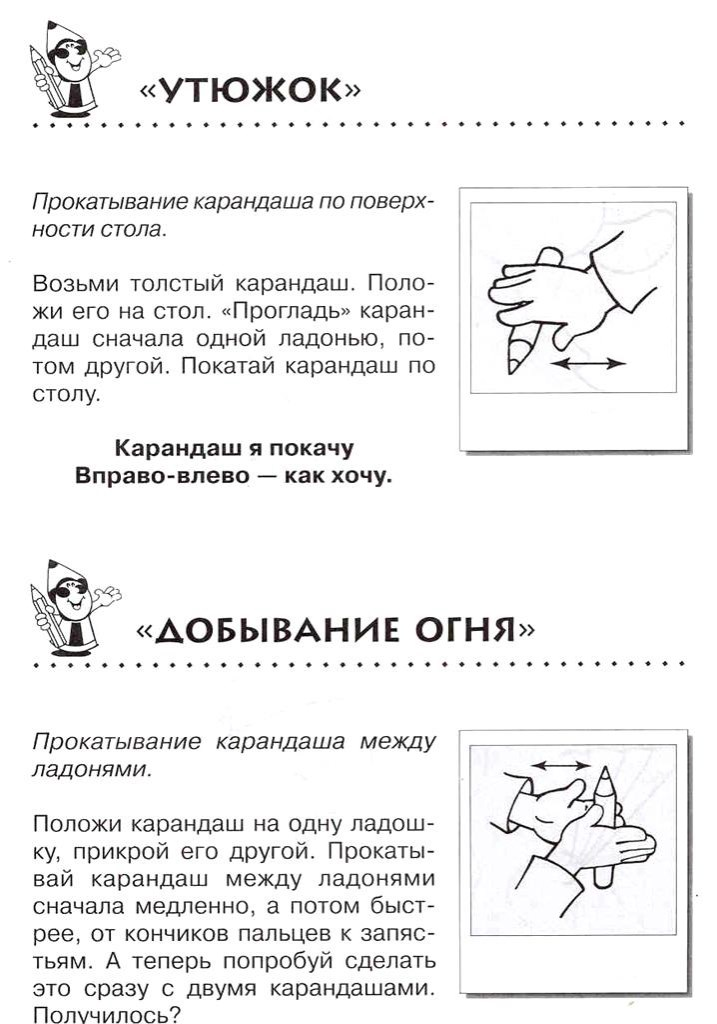 «УТЮЖОК»
Прокатывание карандаша по поверх-
ности стола.
Возьми толстый карандаш. Поло-
жи его на стол. «Прогладь» каран-
даш сначала одной ладонью, по-
том другой. Покатай карандаш по
столу.
Карандаш я покачу
Вправо-влево — как хочу.
«ДОБЫВАНИЕ ОГНЯ»
Прокатывание карандаша между
ладонями.
Положи карандаш на одну ладош-
ку, прикрой его другой. Прокаты-
вай карандаш между ладонями
сначала медленно, а потом быст-
рее, от кончиков пальцев к запяс-
тьям. А теперь попробуй сделать
это сразу с двумя карандашами.
Получилось?